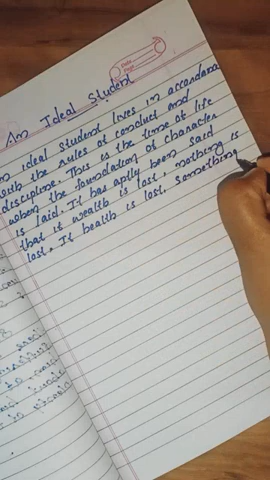 An Ideal Student
An ideal student lives in accordance
with the rules of conduct and
discipline. This is the time of life
when the foundation of character
is laid. It has aptly been said
that if wealth is lost, nothing is
lost. If health is lost. Something